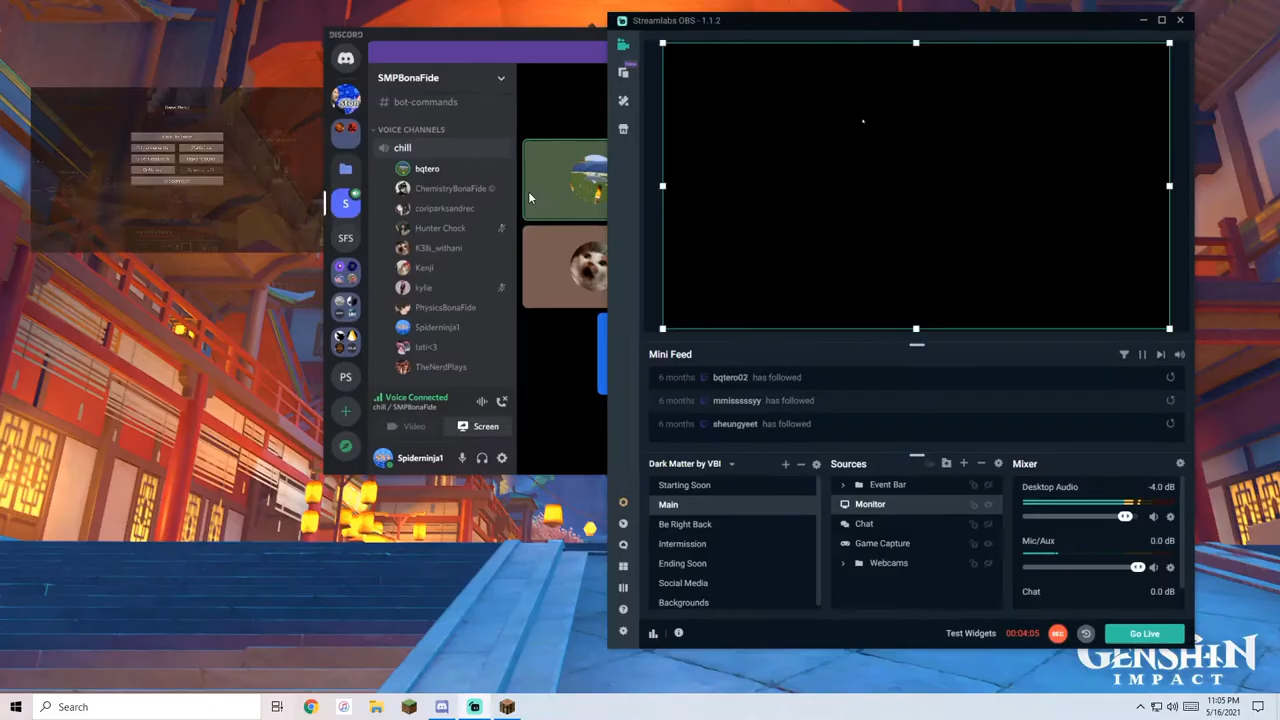 Streamlabs OBS - 1.1.2
DISCORD
New
SMPBonaFide
# bot-commands
VOICE CHANNELS
chill
bqtero
ChemistryBonaFide ©
coriparksandrec
Hunter Chock
Kenji
kylie
PhysicsBonaFide
Spiderninja1
tati<3
TheNerdPlays
Voice Connected
chill / SMPBonaFide
Video
Screen
Spiderninja1
S
SFS
PS
Mini Feed
6 months bqtero02 has followed
6 months mmisssssyy has followed
6 months sheungyeet has followed
Dark Matter by VBI
Starting Soon
Main
Be Right Back
Intermission
Ending Soon
Social Media
Backgrounds
Sources
Event Bar
Monitor
Chat
Game Capture
Webcams
Mixer
Desktop Audio -4.0 dB
Mic/Aux 0.0 dB
Chat 0.0 dB
Test Widgets 00:04:05 REC Go Live
GENSHIN
IMPACT
Search
11:05 PM
5/16/2021